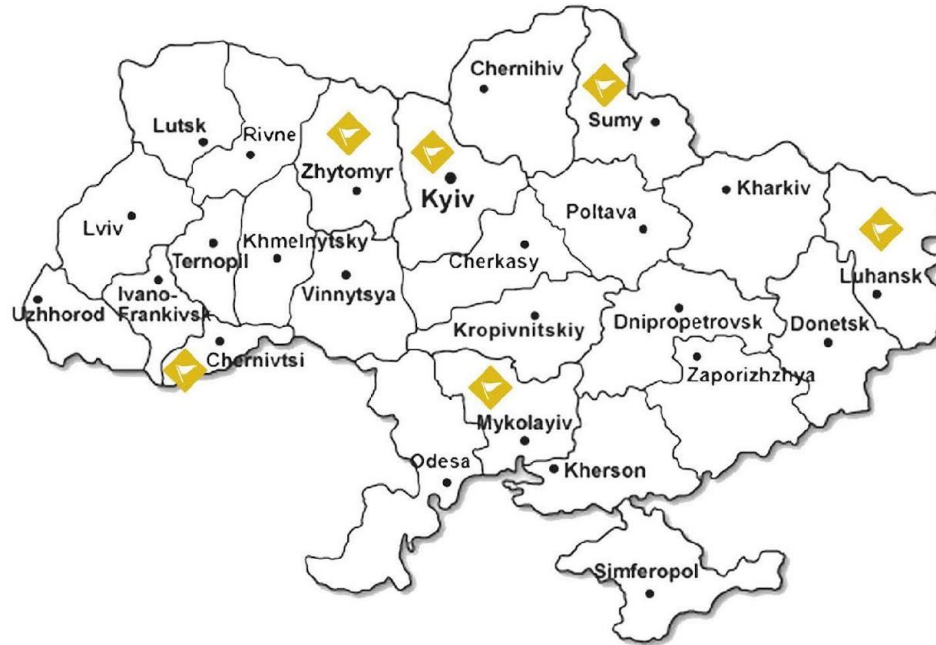 Chernihiv
Sumy
Lutsk
Rivne
Zhytomyr
Kyiv
Kharkiv
Lviv
Poltava
Khmelnytsky
Ternopil
Cherkasy
Luhansk
Uzhhorod
Ivano-
Frankivsk
Vinnytsya
Kropivnitskiy
Dnipropetrovsk
Donetsk
Chernivtsi
Zaporizhzhya
Mykolayiv
Odesa
Kherson
Simferopol